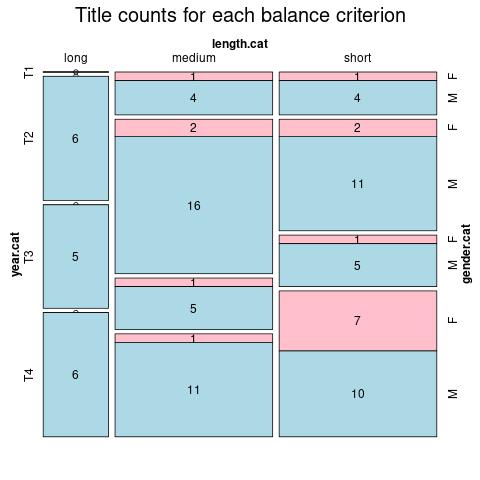 Title counts for each balance criterion
length.cat
long medium short
T1 1 1 F
4 4 M
T2 2 2 F
6 16 11 M
year.cat gender.cat
T3 1 1 F
5 5 5 M
T4 1 7 F
6 11 10 M